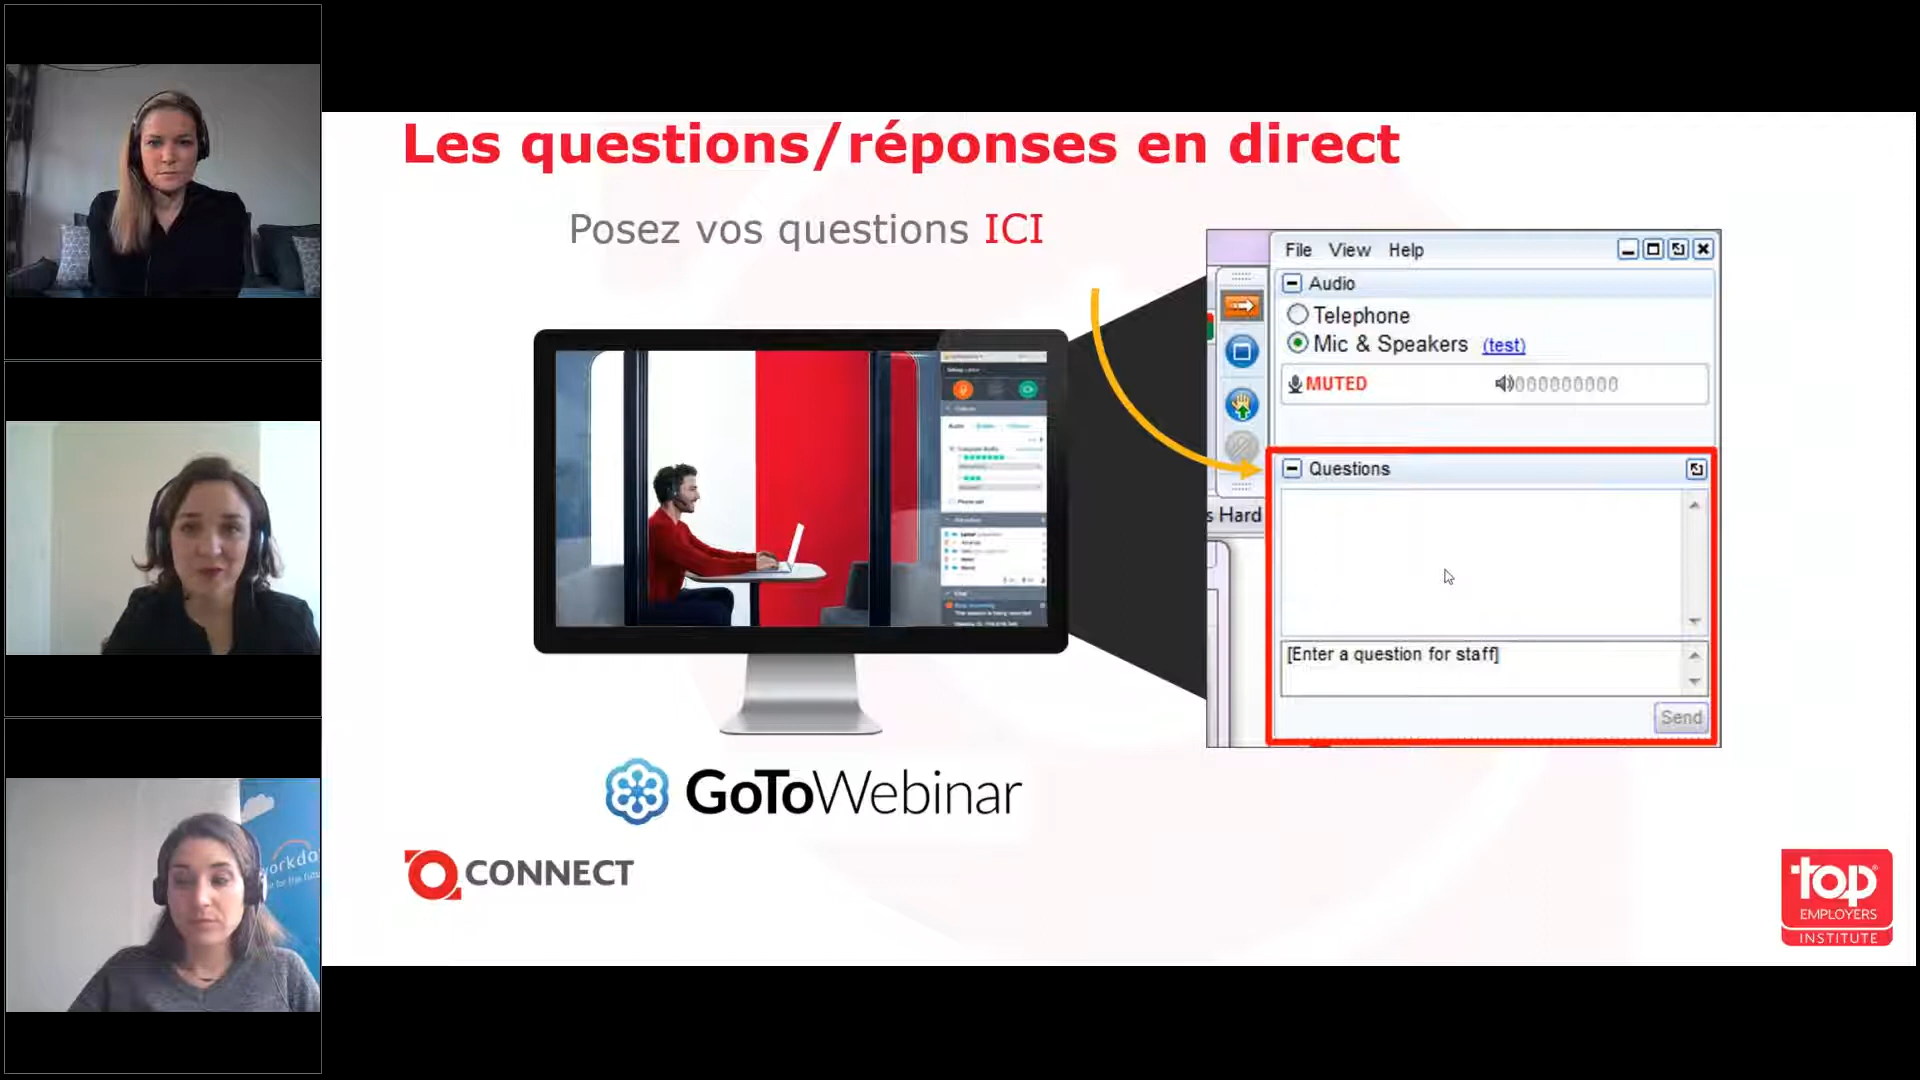 Les questions/réponses en direct
Posez vos questions ICI
File View Help
Audio
Telephone
Mic & Speakers (test)
MUTED
000000000
Questions
s Hard
[Enter a question for staff]
Send
GoToWebinar
CONNECT
top
EMPLOYERS
INSTITUTE